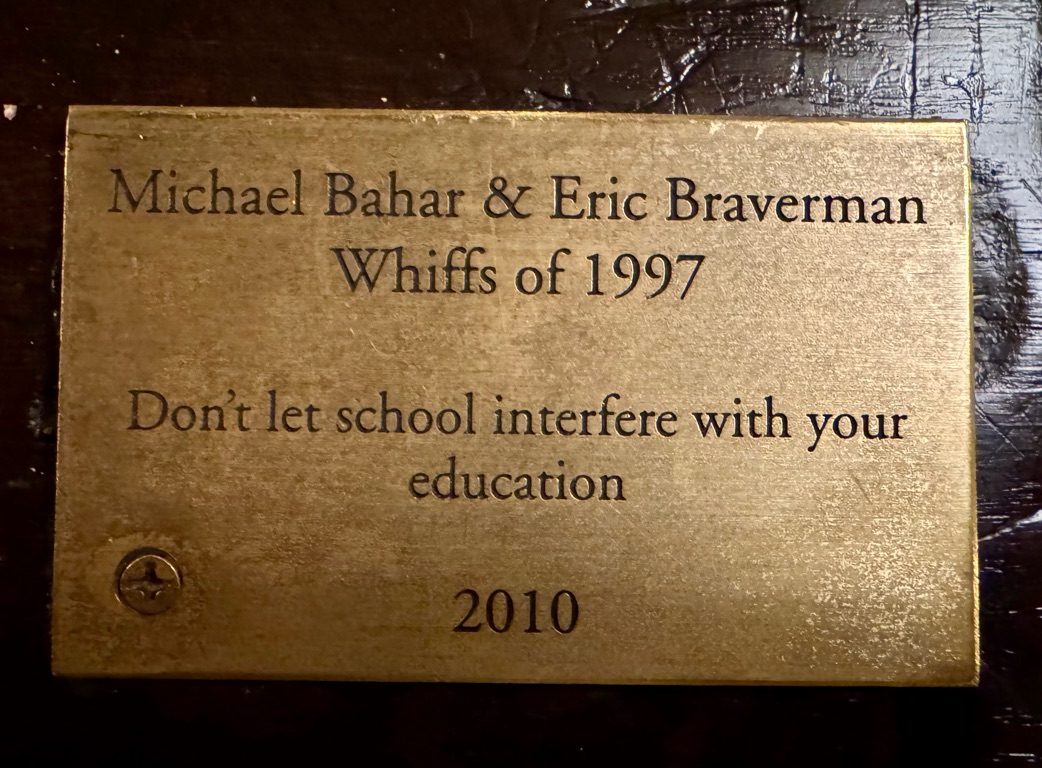 Michael Bahar & Eric Braverman
Whiffs of 1997
Don't let school interfere with your
education
2010